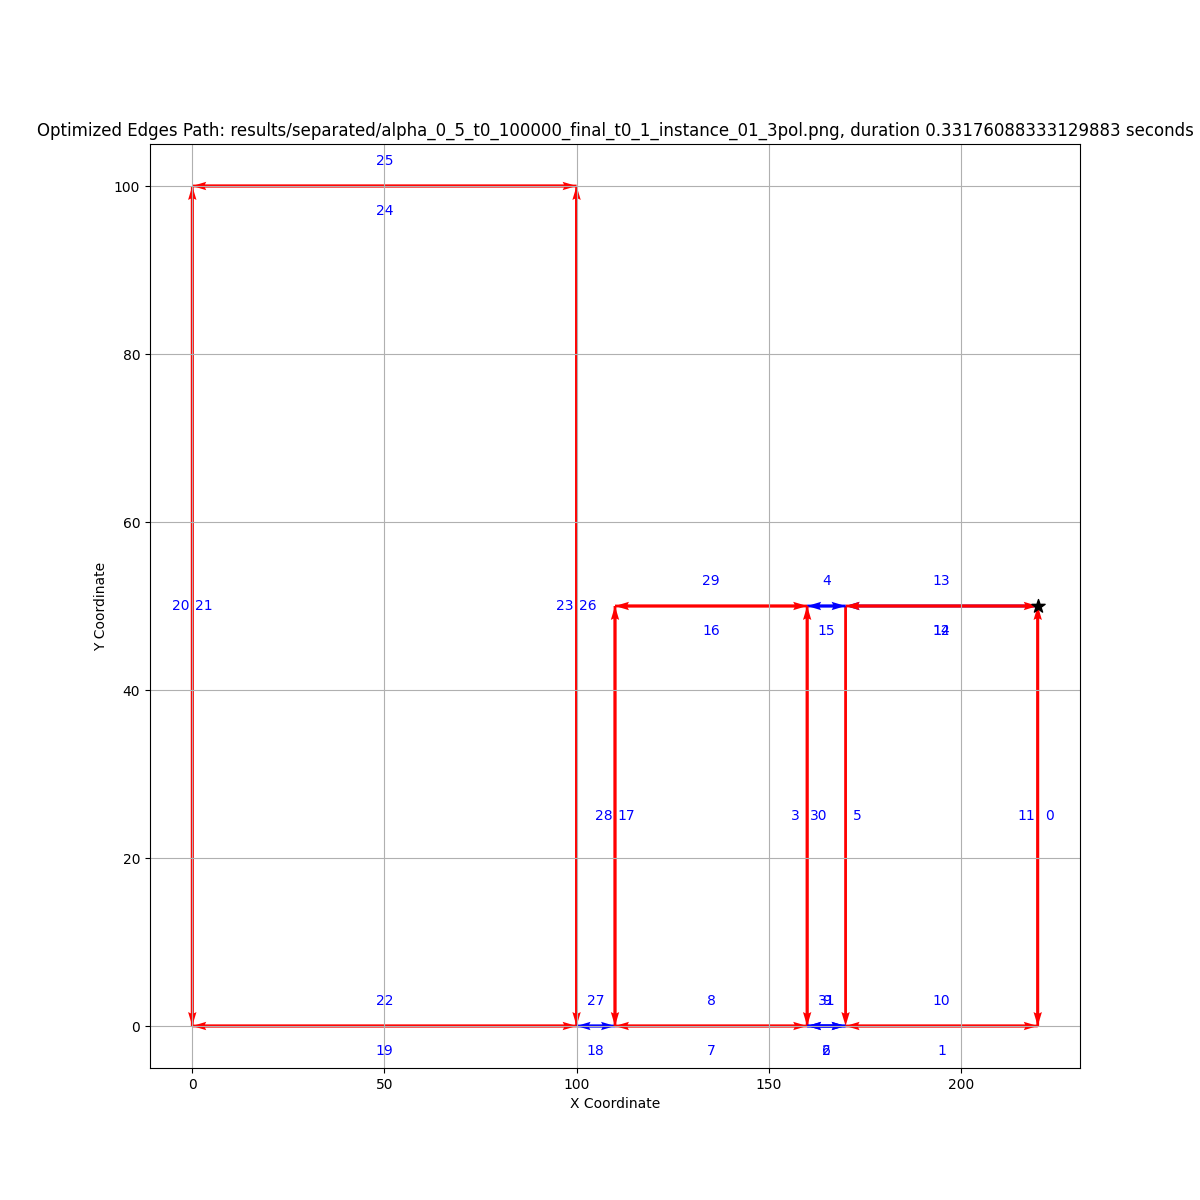 Optimized Edges Path: results/separated/alpha_0_5_t0_100000_final_t0_1_instance_01_3pol.png, duration 0.33176088333129883 seconds
25
100
24
80
60
29 4 13
20 21 23 26
16 15
40
28 17 3 30 5 11 0
20
22 27 8 10
0
19 18 7 1
0 50 100 150 200
X Coordinate
Y Coordinate